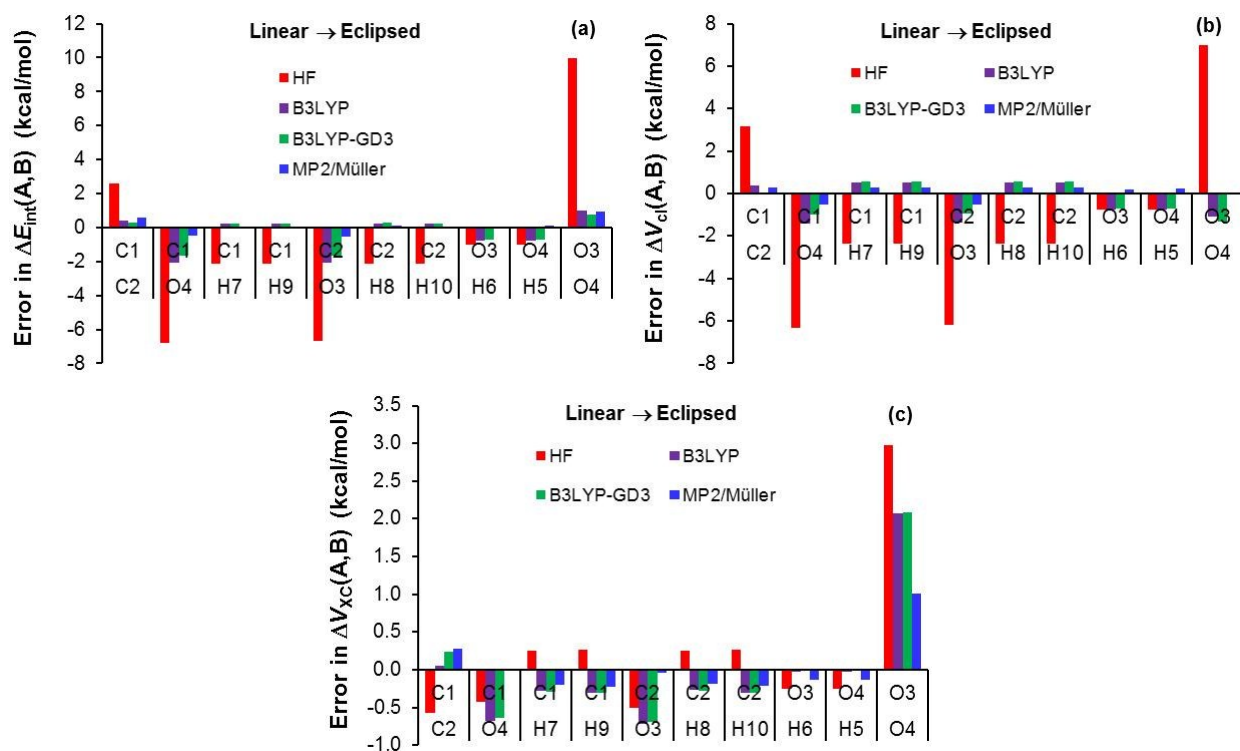 Error in ΔE_int(A,B) (kcal/mol)
12
10
8
6
4
2
0
-2
-4
-6
-8
Linear → Eclipsed
(a)
HF
B3LYP
B3LYP-GD3
MP2/Müller
C1 C1 C1 C1 C2 C2 C2 O3 O4 O3
C2 O4 H7 H9 O3 H8 H10 H6 H5 O4
Error in ΔV_cl(A,B) (kcal/mol)
8
6
4
2
0
-2
-4
-6
-8
Linear → Eclipsed
(b)
HF B3LYP
B3LYP-GD3 MP2/Müller
C1 C1 C1 C1 C2 C2 C2 O3 O4 O3
C2 O4 H7 H9 O3 H8 H10 H6 H5 O4
Error in ΔV_XC(A,B) (kcal/mol)
3.5
3.0
2.5
2.0
1.5
1.0
0.5
0.0
-0.5
-1.0
Linear → Eclipsed
(c)
HF B3LYP
B3LYP-GD3 MP2/Müller
C1 C1 C1 C1 C2 C2 C2 O3 O4 O3
C2 O4 H7 H9 O3 H8 H10 H6 H5 O4